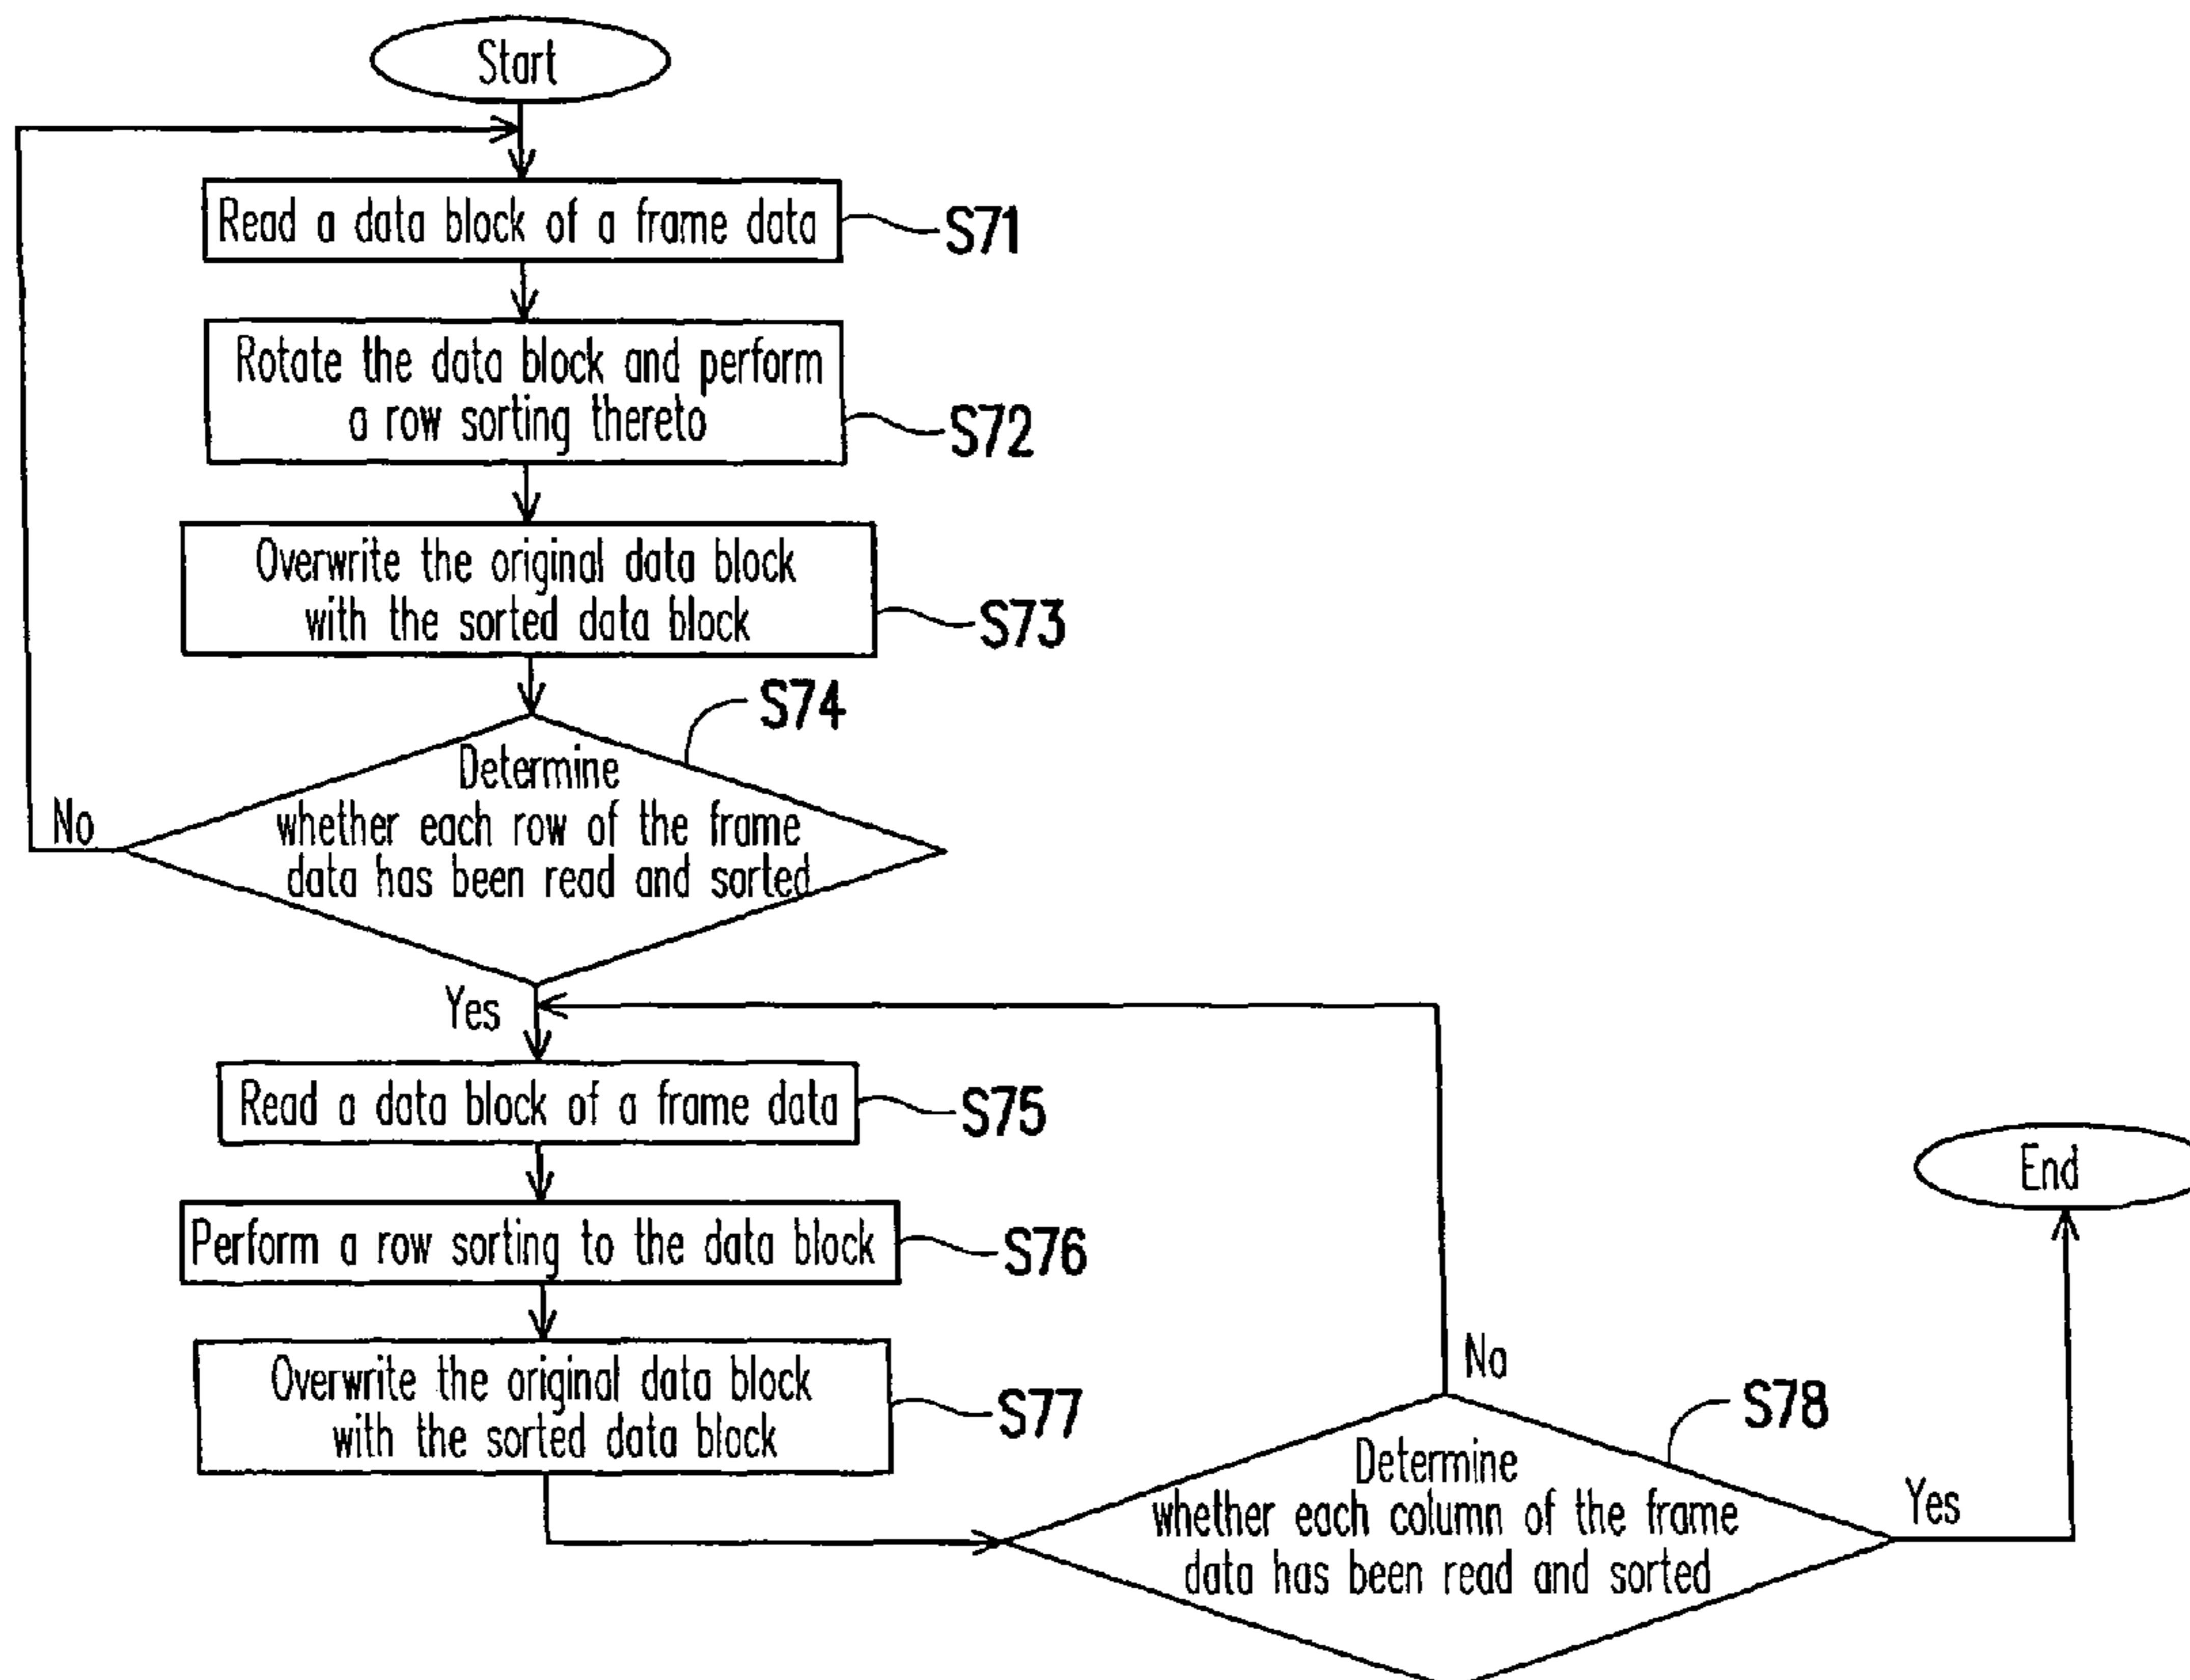 Start
Read a data block of a frame data
S71
Rotate the data block and perform
a row sorting thereto
S72
Overwrite the original data block
with the sorted data block
S73
S74
Determine
whether each row of the frame
data has been read and sorted
No
Yes
Read a data block of a frame data
S75
Perform a row sorting to the data block
S76
Overwrite the original data block
with the sorted data block
S77
No
S78
Determine
whether each column of the frame
data has been read and sorted
Yes
End